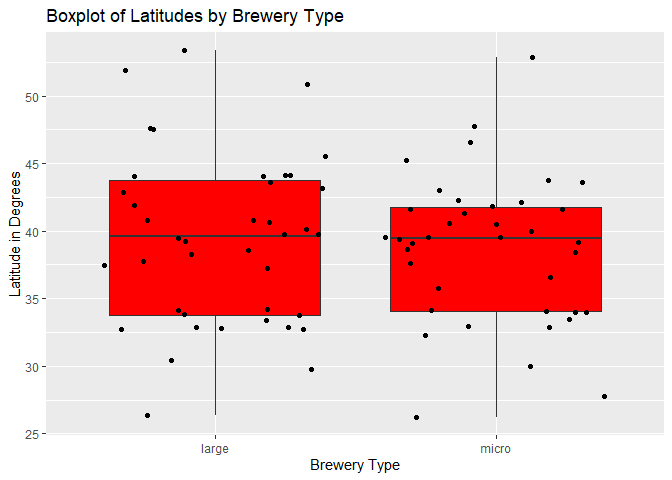 Boxplot of Latitudes by Brewery Type
Latitude in Degrees
50
45
40
35
30
25
large
micro
Brewery Type